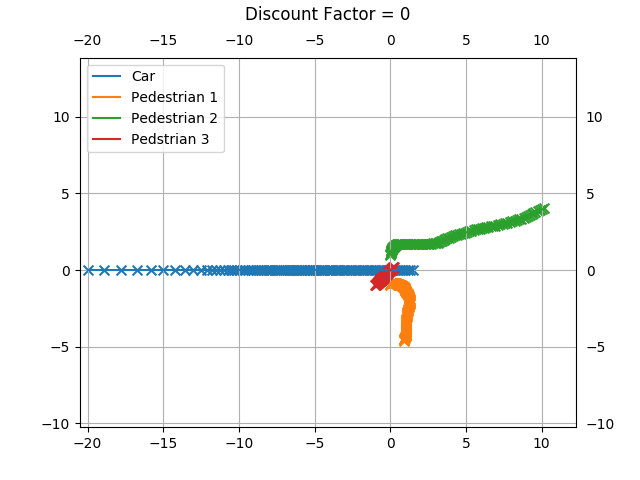 Discount Factor = 0
−20 −15 −10 −5 0 5 10
Car
Pedestrian 1
Pedestrian 2
Pedstrian 3
10 10
5 5
0 0
−5 −5
−10 −10
−20 −15 −10 −5 0 5 10